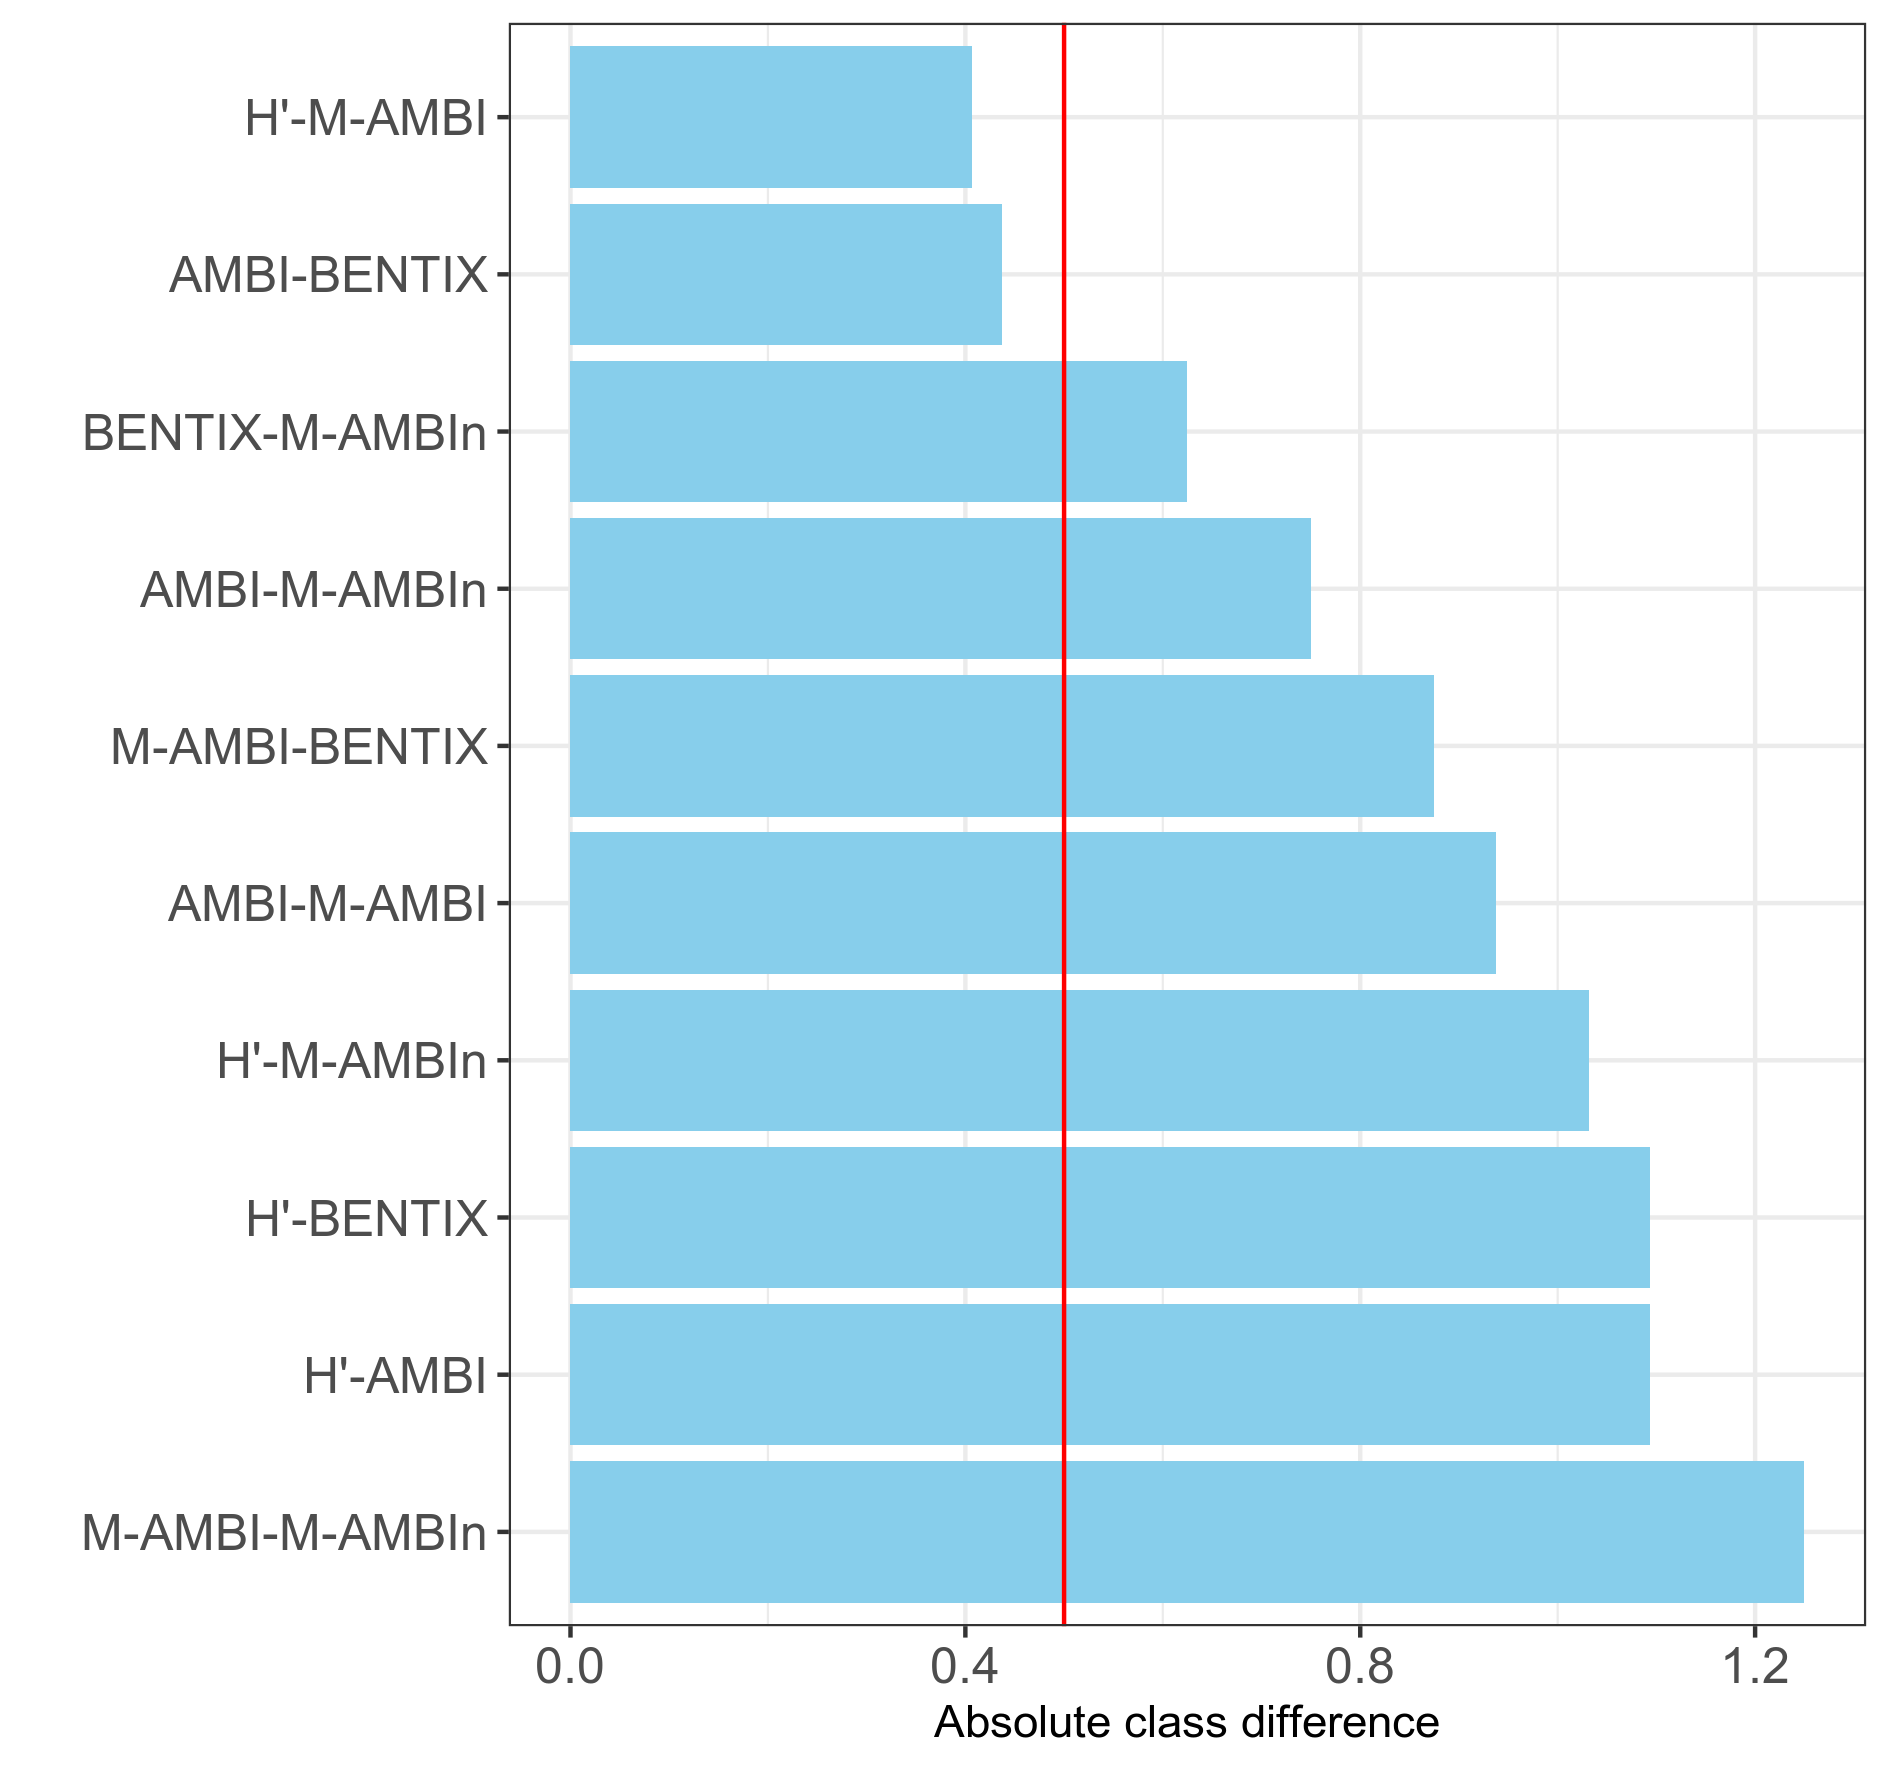 H'-M-AMBI
AMBI-BENTIX
BENTIX-M-AMBIn
AMBI-M-AMBIn
M-AMBI-BENTIX
AMBI-M-AMBI
H'-M-AMBIn
H'-BENTIX
H'-AMBI
M-AMBI-M-AMBIn
0.0 0.4 0.8 1.2
Absolute class difference